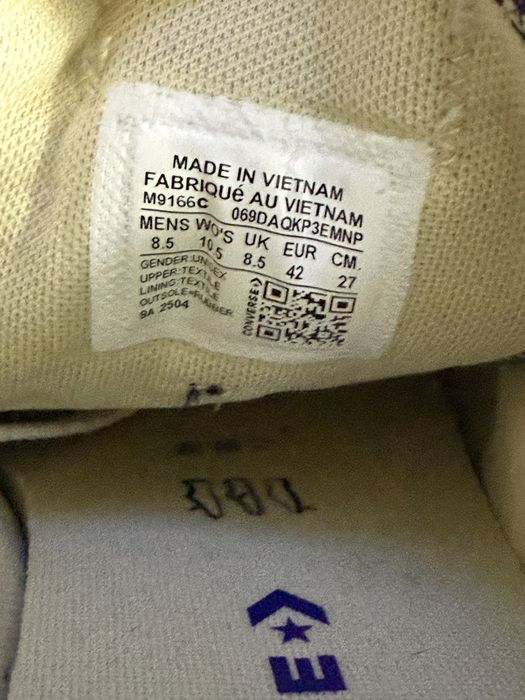 MADE IN VIETNAM
FABRIQUé AU VIETNAM
M9166C 069DAQKP3EMNP
MENS WO'S UK EUR CM.
8.5 10.5 8.5 42 27
GENDER:UNISEX
UPPER:TEXTILE
LINING:TEXTILE
OUTSOLE=RUBBER
9A 2504
CONVERSE
E